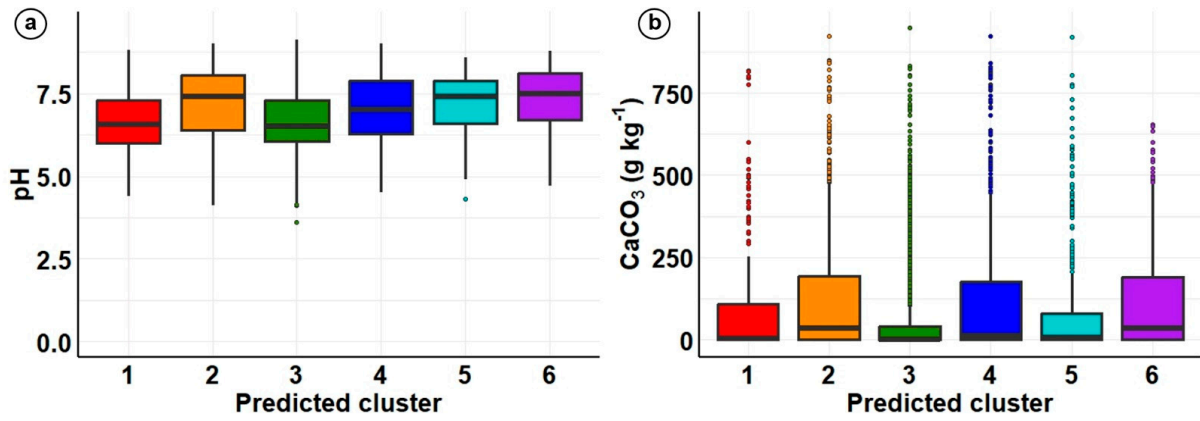 a
pH
7.5
5.0
2.5
0.0
1 2 3 4 5 6
Predicted cluster
b
CaCO₃ (g kg⁻¹)
750
500
250
0
1 2 3 4 5 6
Predicted cluster